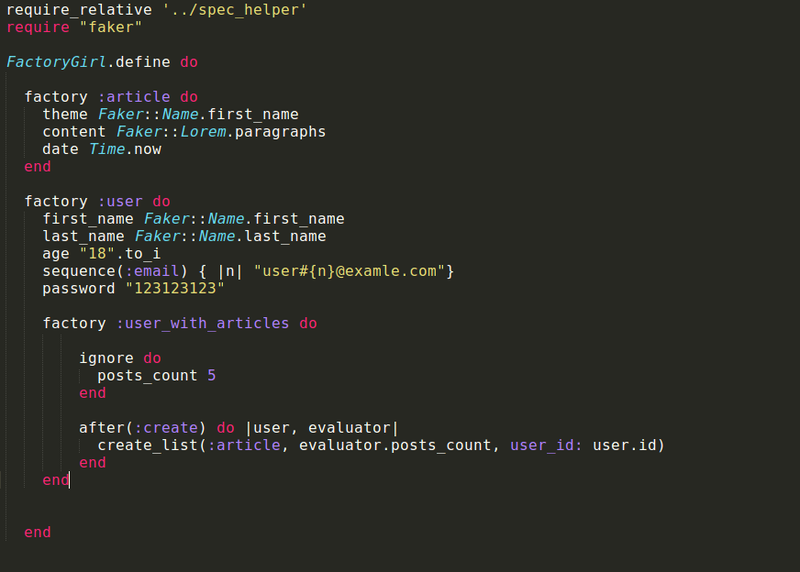 require_relative '../spec_helper'
require "faker"
FactoryGirl.define do
factory :article do
theme Faker::Name.first_name
content Faker::Lorem.paragraphs
date Time.now
end
factory :user do
first_name Faker::Name.first_name
last_name Faker::Name.last_name
age "18".to_i
sequence(:email) { |n| "user#{n}@examle.com"}
password "123123123"
factory :user_with_articles do
ignore do
posts_count 5
end
after(:create) do |user, evaluator|
create_list(:article, evaluator.posts_count, user_id: user.id)
end
end
end